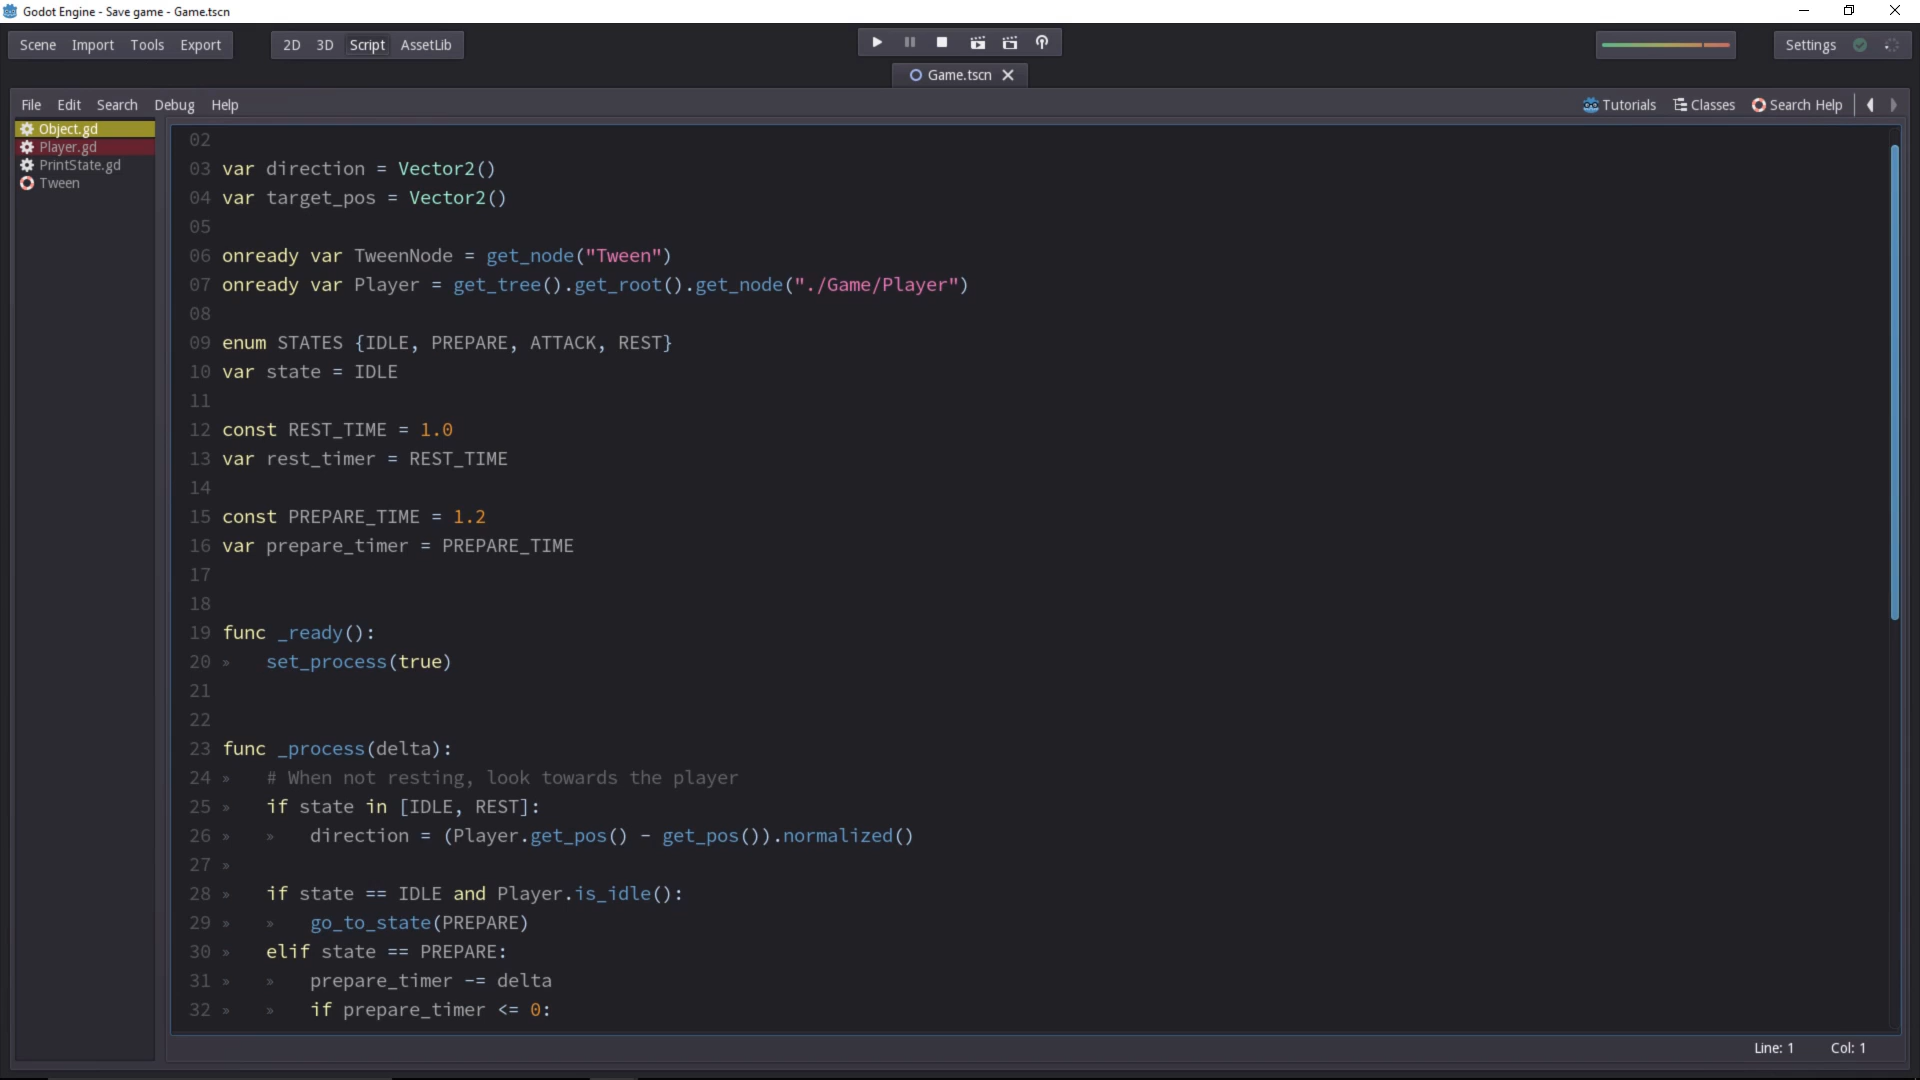 Godot Engine - Save game - Game.tscn
Scene Import Tools Export 2D 3D Script AssetLib Settings
Game.tscn
File Edit Search Debug Help Tutorials Classes Search Help
Object.gd
Player.gd
PrintState.gd
Tween
02
03 var direction = Vector2()
04 var target_pos = Vector2()
05
06 onready var TweenNode = get_node("Tween")
07 onready var Player = get_tree().get_root().get_node("./Game/Player")
08
09 enum STATES {IDLE, PREPARE, ATTACK, REST}
10 var state = IDLE
11
12 const REST_TIME = 1.0
13 var rest_timer = REST_TIME
14
15 const PREPARE_TIME = 1.2
16 var prepare_timer = PREPARE_TIME
17
18
19 func _ready():
20 » set_process(true)
21
22
23 func _process(delta):
24 » # When not resting, look towards the player
25 » if state in [IDLE, REST]:
26 » » direction = (Player.get_pos() - get_pos()).normalized()
27 »
28 » if state == IDLE and Player.is_idle():
29 » » go_to_state(PREPARE)
30 » elif state == PREPARE:
31 » » prepare_timer -= delta
32 » » if prepare_timer <= 0:
Line: 1 Col: 1